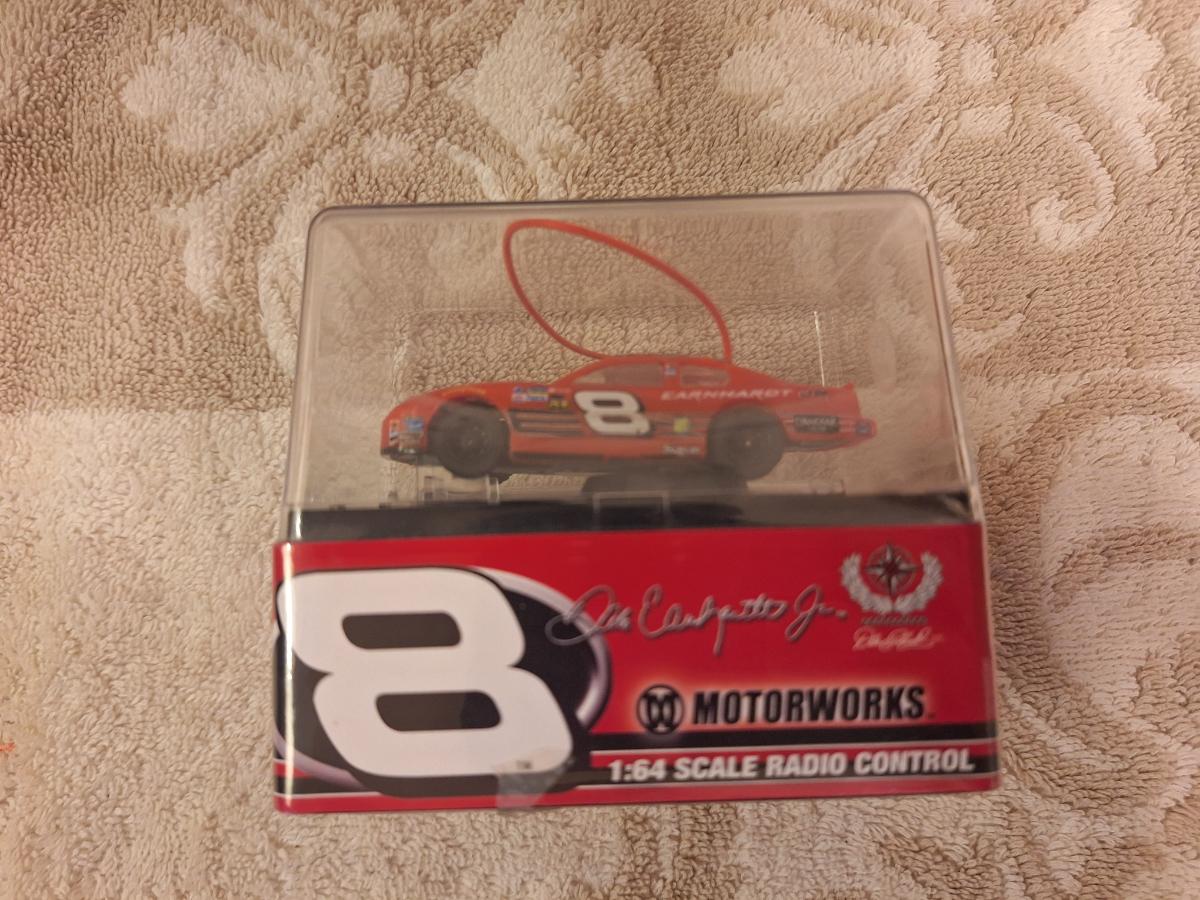 8
EARNHARDT
8
Dale Earnhardt Jr.
MOTORWORKS
1:64 SCALE RADIO CONTROL